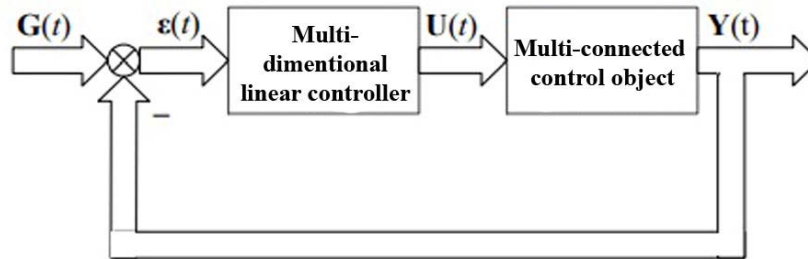 G(t)
ε(t)
Multi-
dimentional
linear controller
U(t)
Multi-connected
control object
Y(t)
−